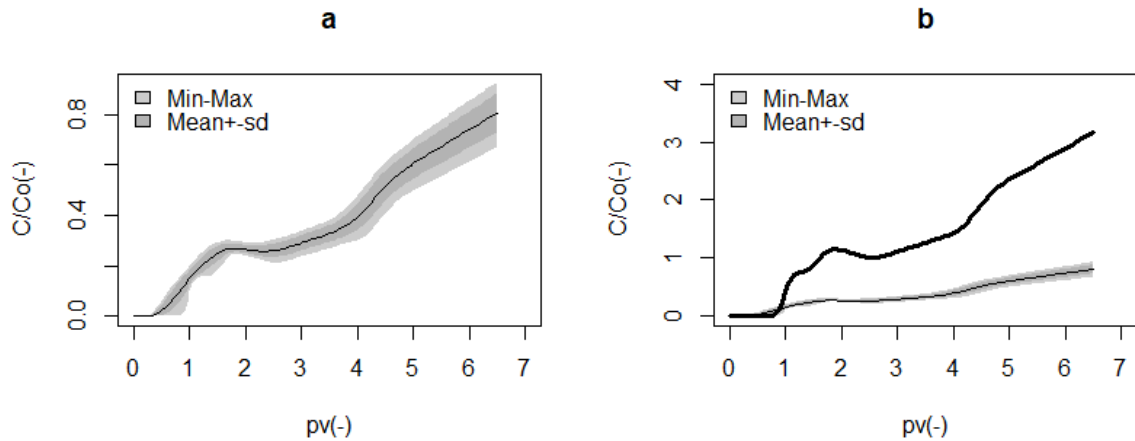 a
Min-Max
Mean+-sd
C/Co(-)
0.8
0.4
0.0
0 1 2 3 4 5 6 7
pv(-)
b
Min-Max
Mean+-sd
C/Co(-)
4
3
2
1
0
0 1 2 3 4 5 6 7
pv(-)